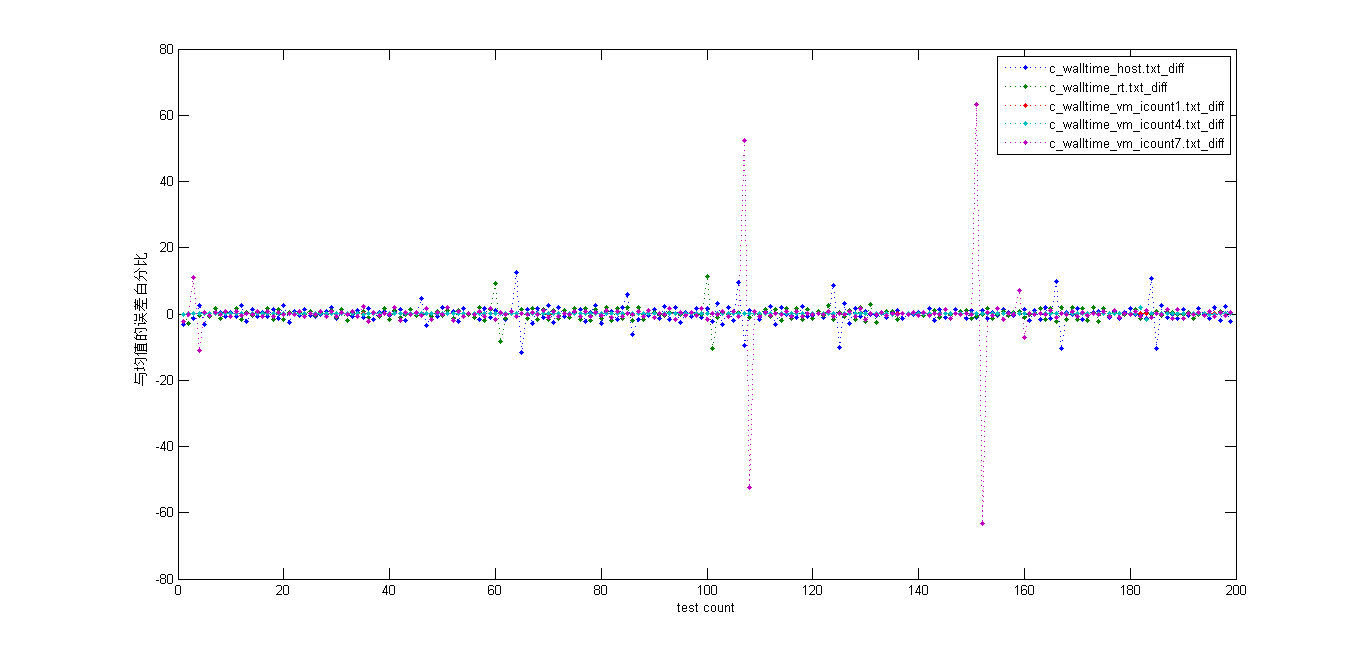 80
60
40
20
0
-20
-40
-60
-80
与均值的误差百分比
c_walltime_host.txt_diff
c_walltime_rt.txt_diff
c_walltime_vm_icount1.txt_diff
c_walltime_vm_icount4.txt_diff
c_walltime_vm_icount7.txt_diff
0 20 40 60 80 100 120 140 160 180 200
test count